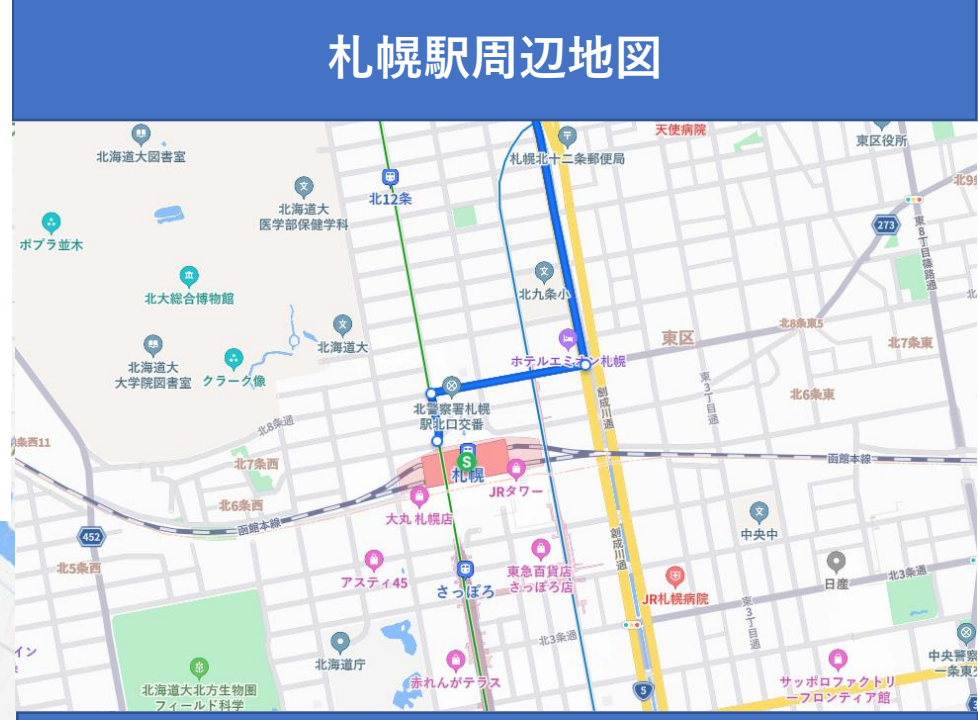 札幌駅周辺地図
北海道大図書室
札幌北十二条郵便局
天使病院
東区役所
北12条
北海道大
医学部保健学科
ポプラ並木
273
東8丁目篠路通
北大総合博物館
北九条小
北海道大
北海道大
大学院図書室
クラーク像
ホテルエミオン札幌
東区
北8条東5
北7条東
北警察署札幌
駅北口交番
東3丁目通
北6条東
創成川通
北8条通
条西11
北7条西
S
札幌
JRタワー
函館本線
北6条西
大丸 札幌店
函館本線
452
中央中
北5条西
アスティ45
さっぽろ
東急百貨店
さっぽろ店
創成川通
JR札幌病院
日産
北3条通
東3丁目通
北3条通
北海道庁
赤れんがテラス
イン
北海道大北方生物圏
フィールド科学
5
サッポロファクトリ
ーフロンティア館
中央警察
一条東